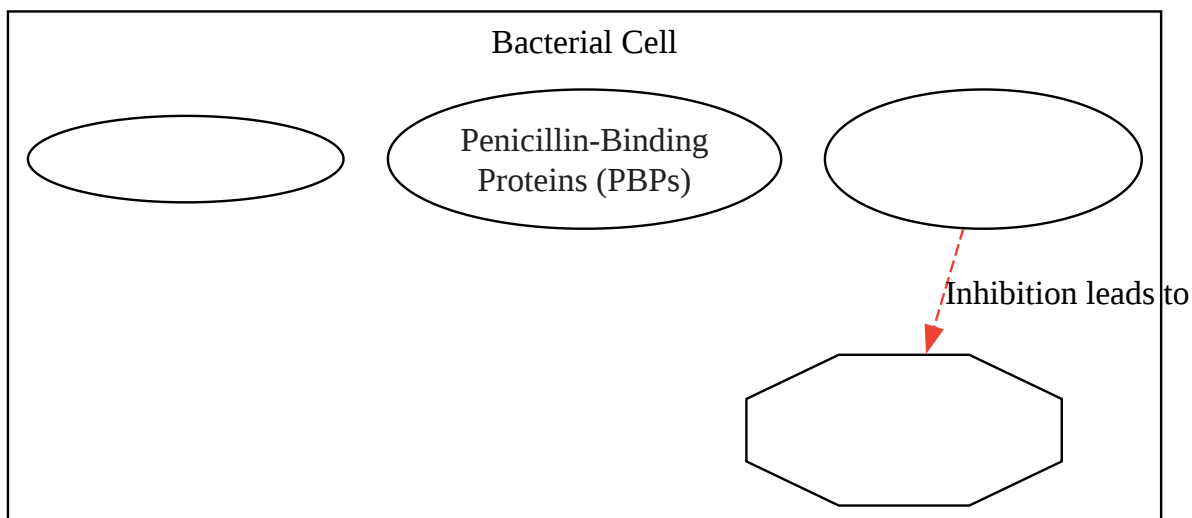 Bacterial Cell
Penicillin-Binding
Proteins (PBPs)
Inhibition leads to